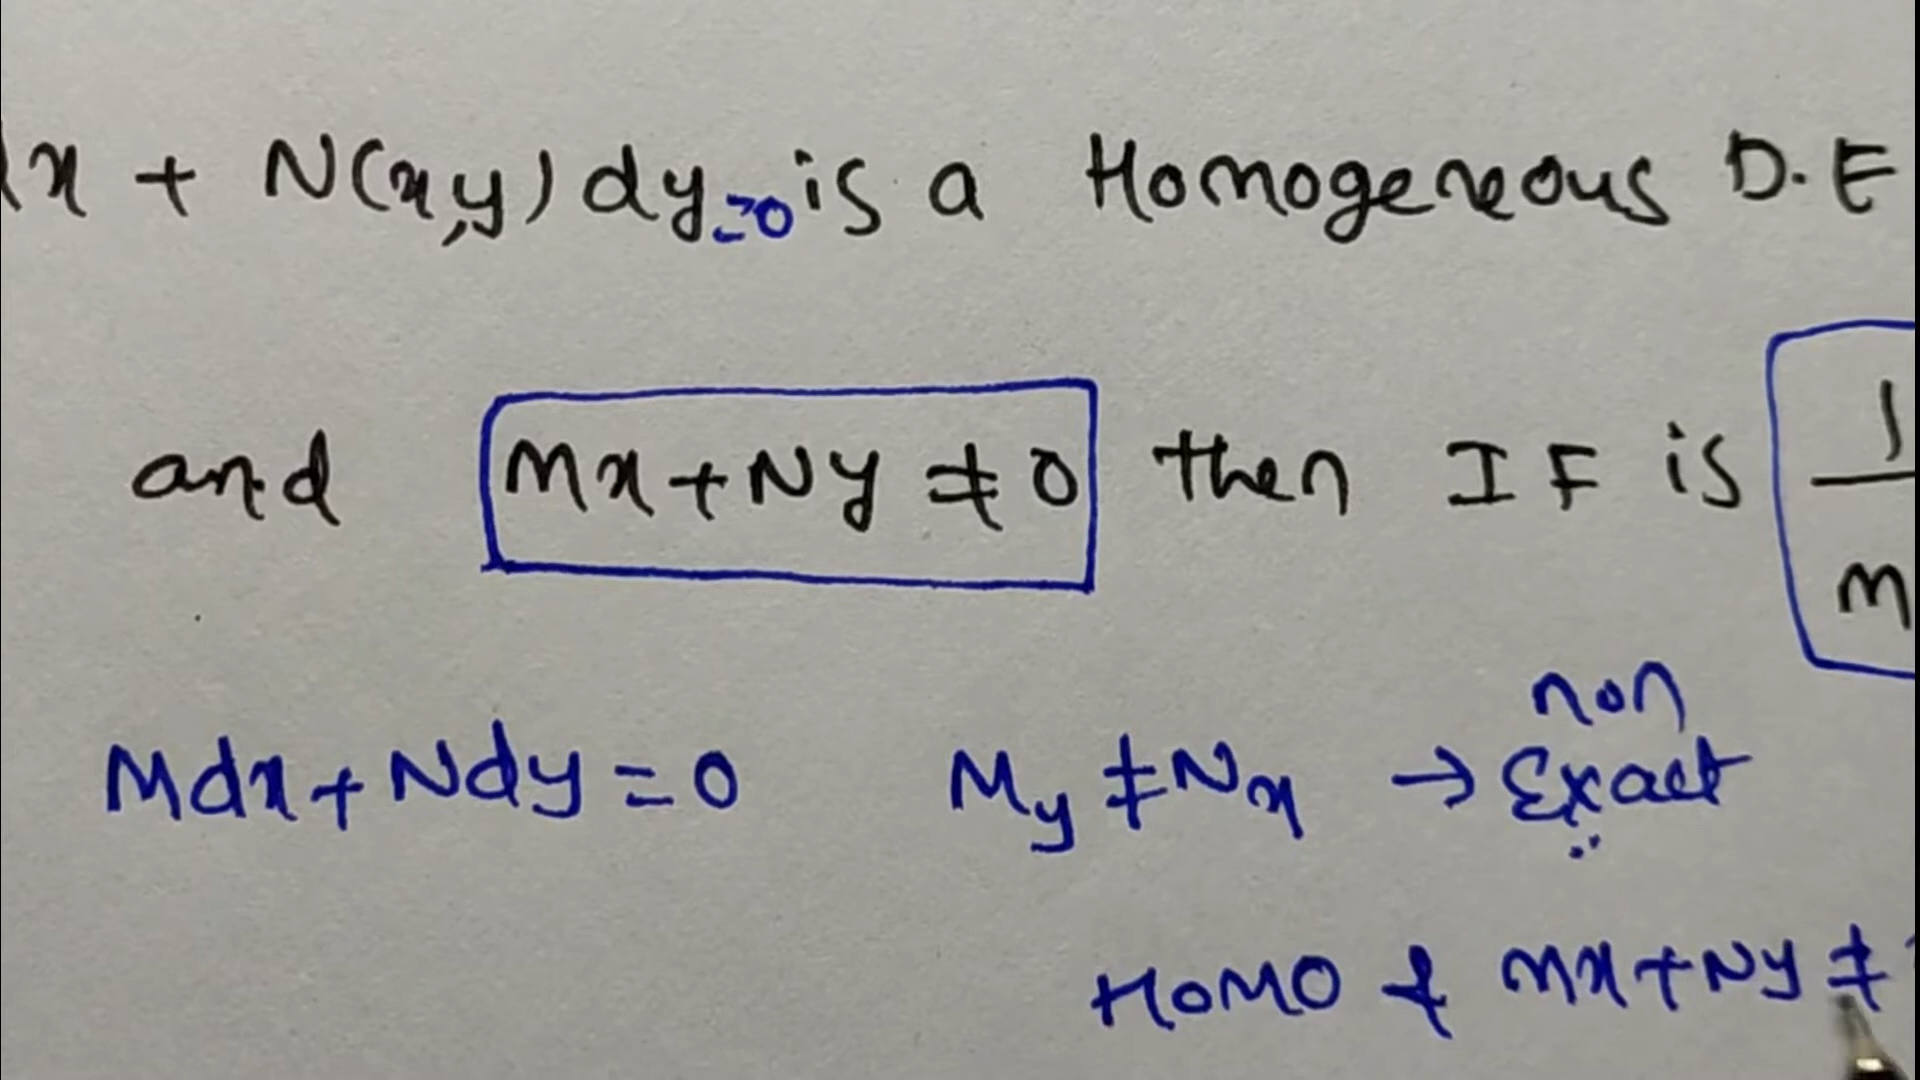 x + N(x,y) dy =0 is a Homogeneous D.E
and Mx + Ny ≠ 0 then IF is 1
m
non
Mdx + Ndy = 0 My ≠ Nx → Exact
HOMO & Mx + Ny ≠